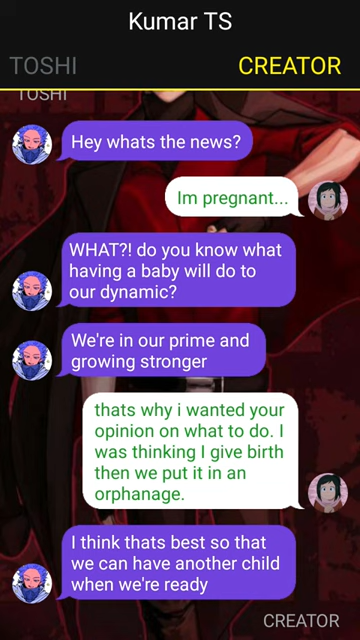 Kumar TS
TOSHI
CREATOR
TOSHI
Hey whats the news?
Im pregnant...
WHAT?! do you know what
having a baby will do to
our dynamic?
We're in our prime and
growing stronger
thats why i wanted your
opinion on what to do. I
was thinking I give birth
then we put it in an
orphanage.
I think thats best so that
we can have another child
when we're ready
CREATOR